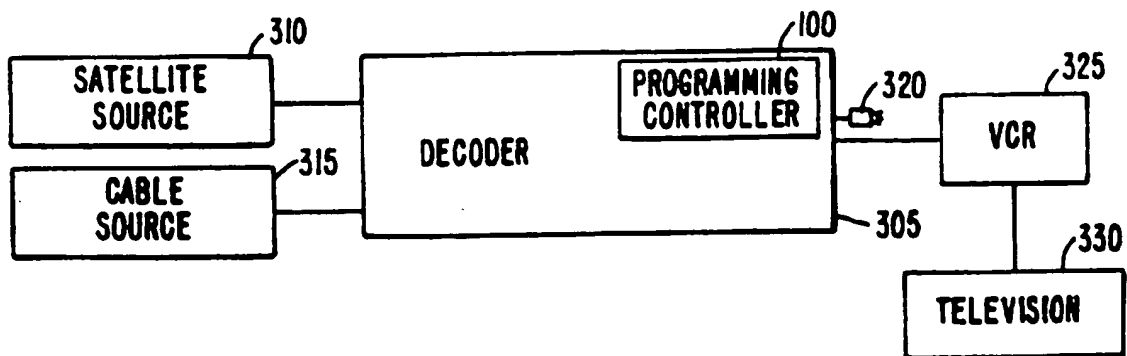 310
SATELLITE
SOURCE
315
CABLE
SOURCE
DECODER
100
PROGRAMMING
CONTROLLER
305
320
325
VCR
330
TELEVISION